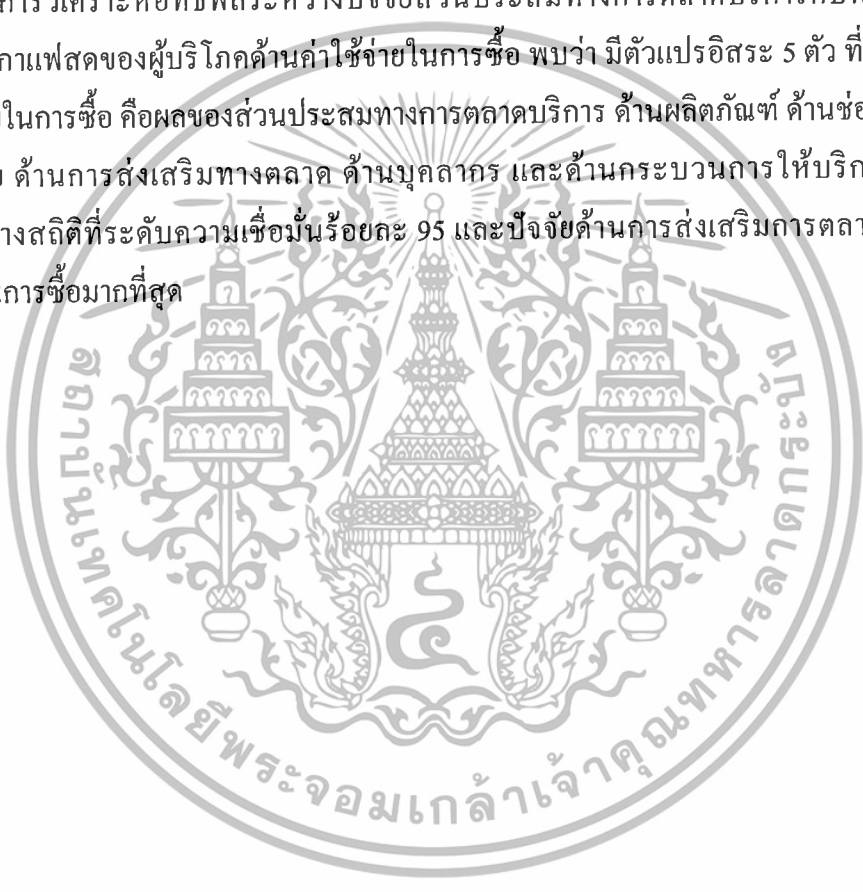 การวิเคราะห์อิทธิพลระหว่างปัจจัยส่วนประสมทางการตลาดบริการ
กาแฟสดของผู้บริโภคด้านค่าใช้จ่ายในการซื้อ พบว่า มีตัวแปรอิสระ 5 ตัว ที่
ในการซื้อ คือผลของส่วนประสมทางการตลาดบริการ ด้านผลิตภัณฑ์ ด้านช่อ
ด้านการส่งเสริมทางตลาด ด้านบุคลากร และด้านกระบวนการให้บริก
างสถิติที่ระดับความเชื่อมั่นร้อยละ 95 และปัจจัยด้านการส่งเสริมการตลา
การซื้อมากที่สุด
สถาบันเทคโนโลยีพระจอมเกล้าเจ้าคุณทหารลาดกระบัง